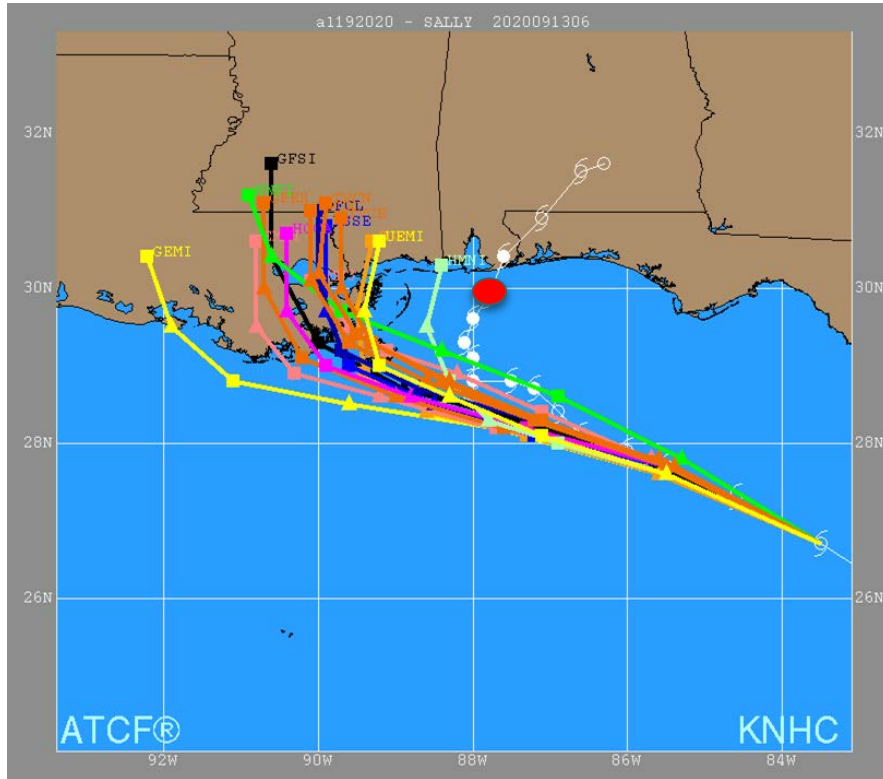 al192020 - SALLY 2020091306
32N
32N
GFSI
HCCA
UEMI
GEMI
HMNI
30N
30N
28N
28N
26N
26N
ATCF®
KNHC
92W
90W
88W
86W
84W